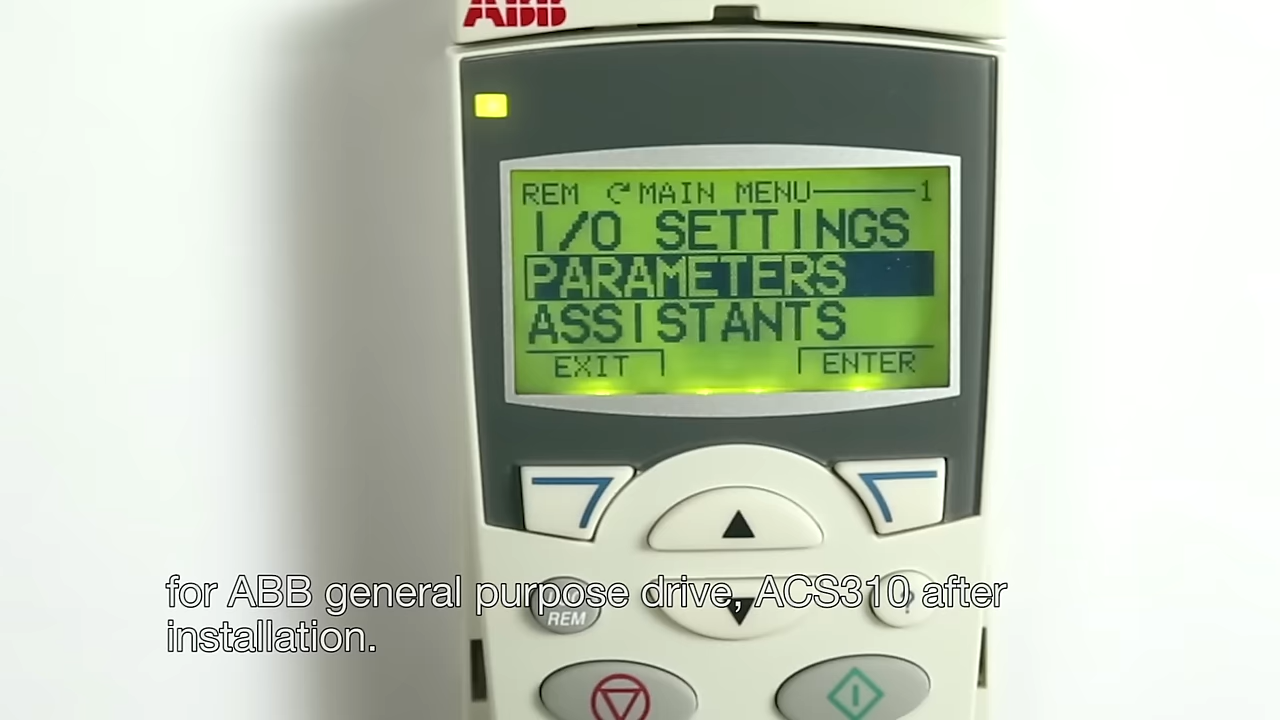 ABB
REM MAIN MENU 1
I/O SETTINGS
PARAMETERS
ASSISTANTS
EXIT ENTER
for ABB general purpose drive, ACS310 after
installation.
REM
?